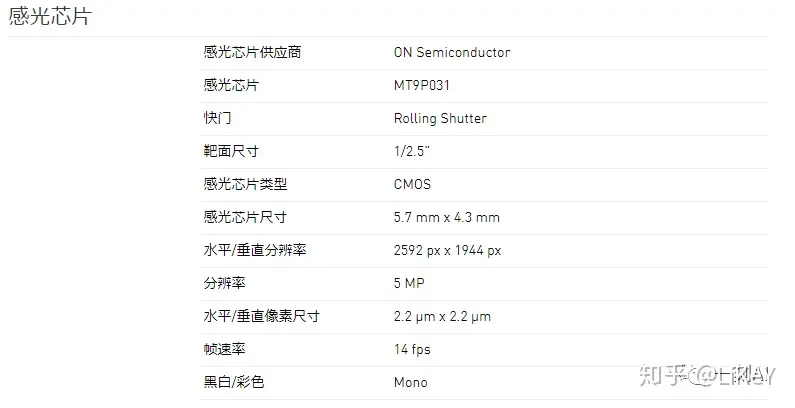 感光芯片
感光芯片供应商 ON Semiconductor
感光芯片 MT9P031
快门 Rolling Shutter
靶面尺寸 1/2.5"
感光芯片类型 CMOS
感光芯片尺寸 5.7 mm x 4.3 mm
水平/垂直分辨率 2592 px x 1944 px
分辨率 5 MP
水平/垂直像素尺寸 2.2 µm x 2.2 µm
帧速率 14 fps
黑白/彩色 Mono
知乎